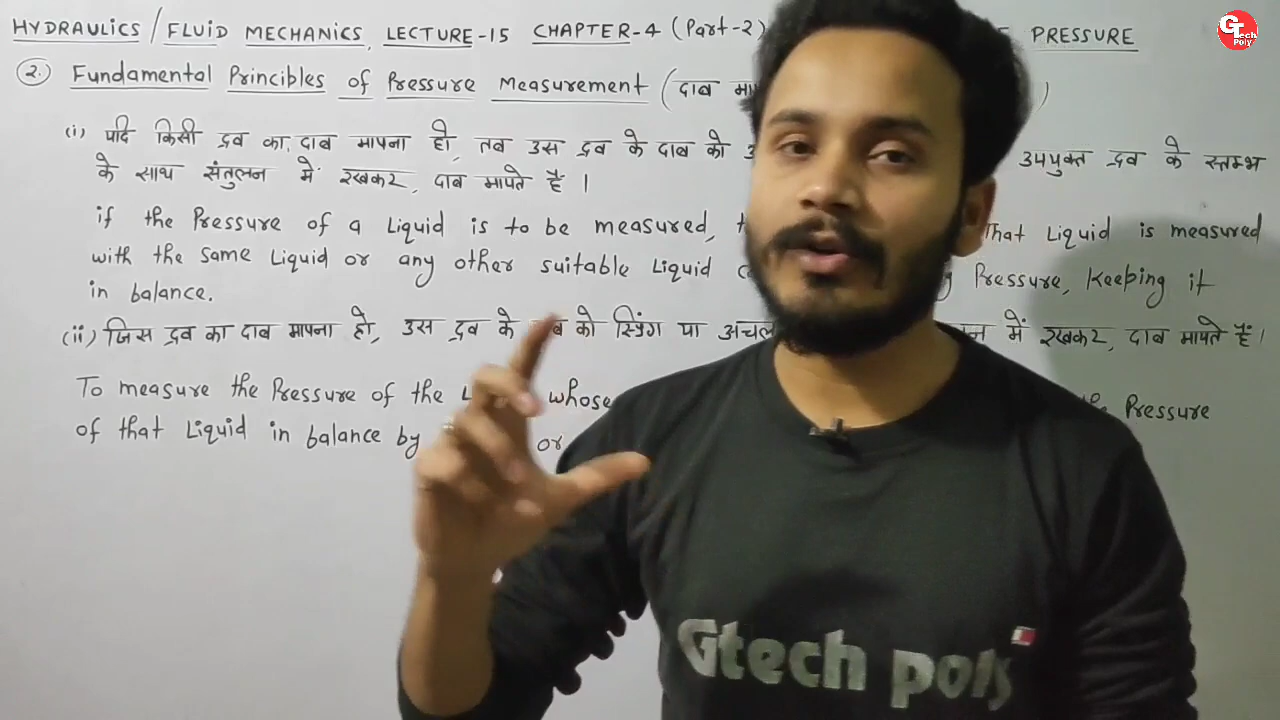 HYDRAULICS/FLUID MECHANICS, LECTURE-15 CHAPTER-4 (Part-2) PRESSURE
GTech Poly
2. Fundamental Principles of Pressure Measurement (दाब )
(i) यदि किसी द्रव का, दाब मापना हो, तब उस द्रव के दाब को उपयुक्त द्रव के स्तम्भ
के साथ संतुलन में रखकर, दाब मापते हैं ।
if the Pressure of a Liquid is to be measured, That Liquid is measured
with the same Liquid or any other suitable Liquid Pressure, Keeping it
in balance.
(ii) जिस द्रव का दाब मापना हो, उस द्रव के को स्प्रिंग या में रखकर, दाब मापते हैं।
To measure the Pressure of the whose Pressure
of that Liquid in balance by or
Gtech poly